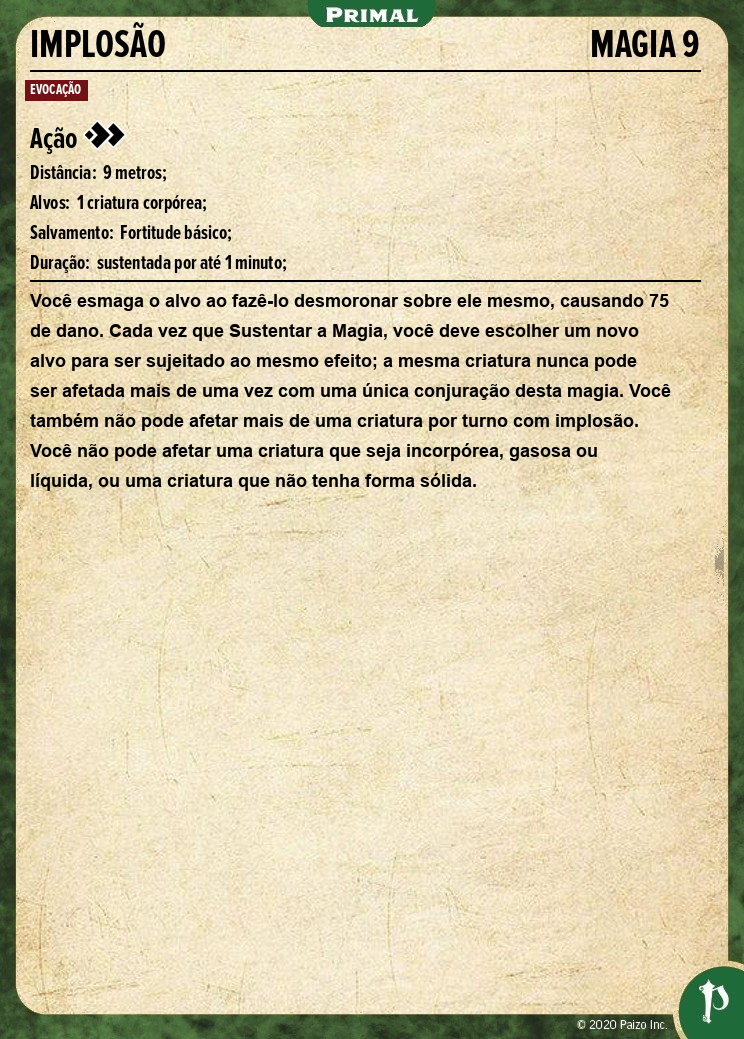 PRIMAL
IMPLOSÃO MAGIA 9
EVOCAÇÃO
Ação
Distância: 9 metros;
Alvos: 1 criatura corpórea;
Salvamento: Fortitude básico;
Duração: sustentada por até 1 minuto;
Você esmaga o alvo ao fazê-lo desmoronar sobre ele mesmo, causando 75
de dano. Cada vez que Sustentar a Magia, você deve escolher um novo
alvo para ser sujeitado ao mesmo efeito; a mesma criatura nunca pode
ser afetada mais de uma vez com uma única conjuração desta magia. Você
também não pode afetar mais de uma criatura por turno com implosão.
Você não pode afetar uma criatura que seja incorpórea, gasosa ou
líquida, ou uma criatura que não tenha forma sólida.
© 2020 Paizo Inc.